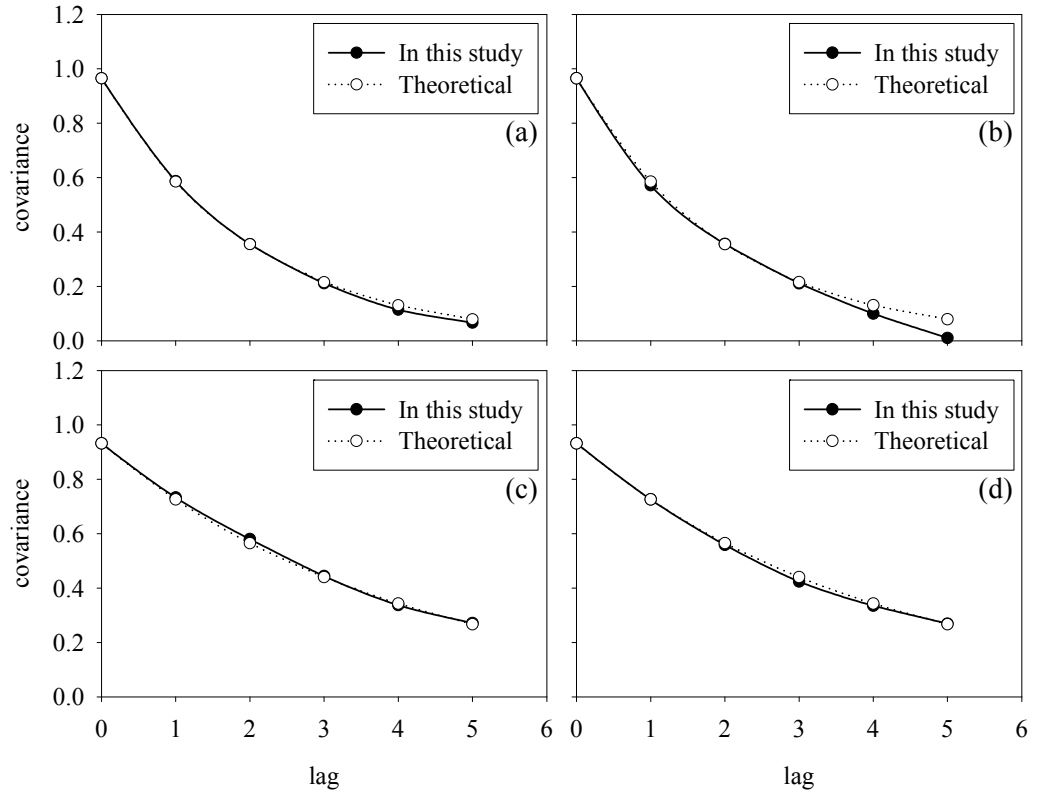 1.2
1.0
0.8
0.6
0.4
0.2
0.0
covariance
In this study
Theoretical
(a)
In this study
Theoretical
(b)
1.2
1.0
0.8
0.6
0.4
0.2
0.0
covariance
In this study
Theoretical
(c)
0 1 2 3 4 5 6
lag
In this study
Theoretical
(d)
0 1 2 3 4 5 6
lag